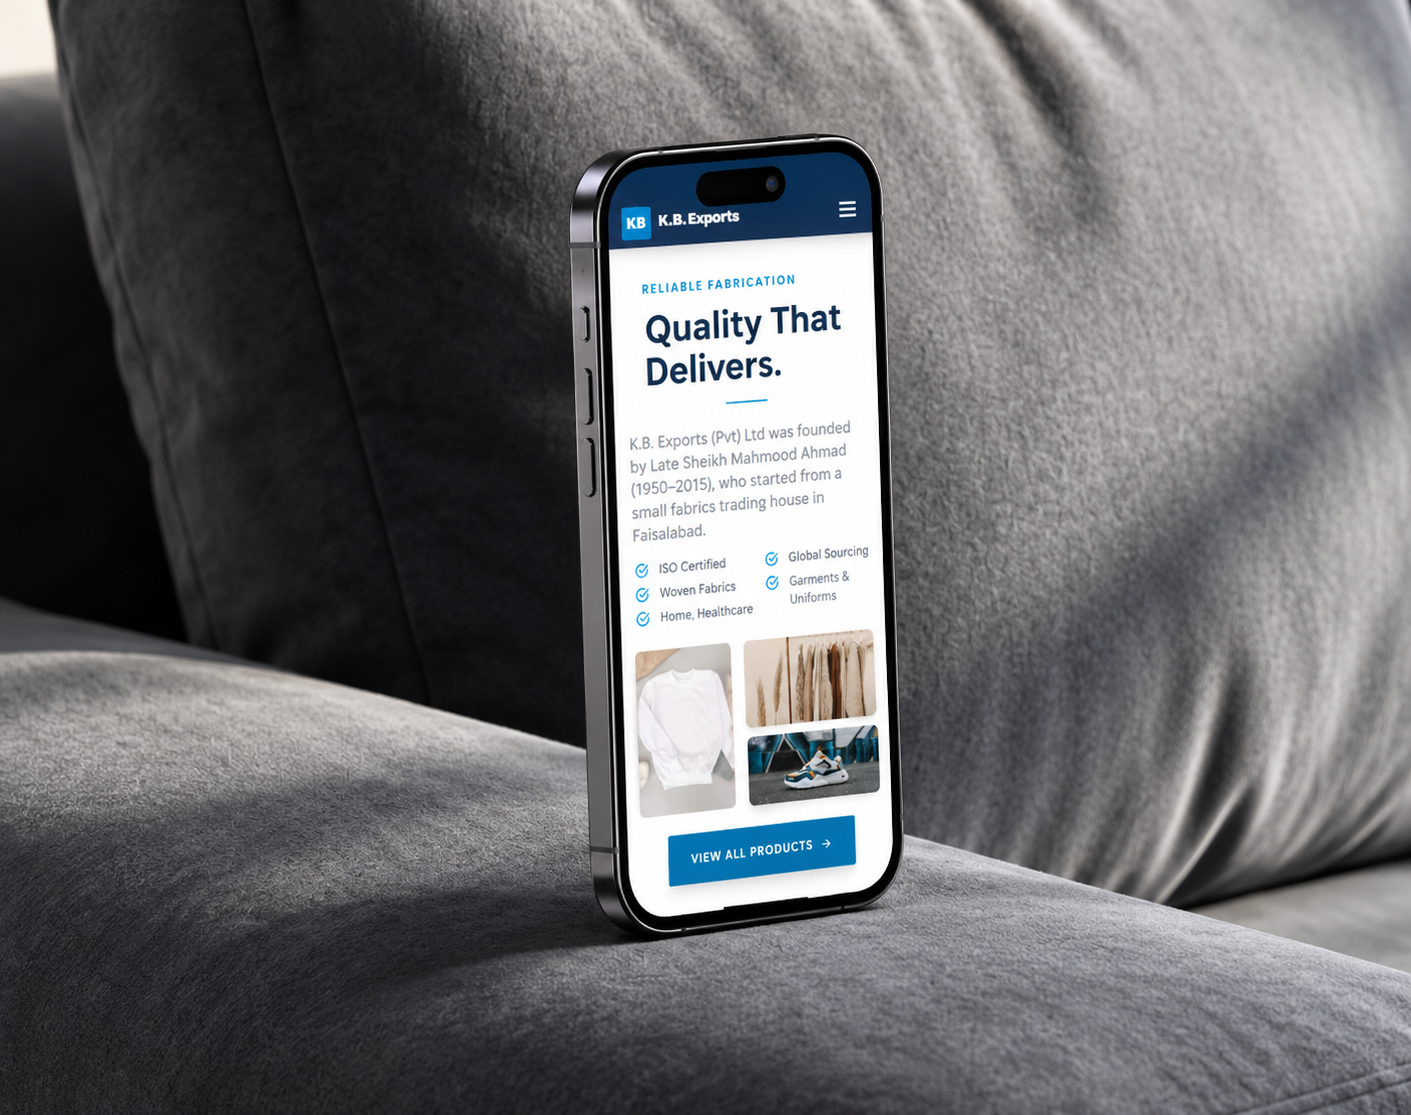 KB K.B. Exports
RELIABLE FABRICATION
Quality That
Delivers.
K.B. Exports (Pvt) Ltd was founded
by Late Sheikh Mahmood Ahmad
(1950–2015), who started from a
small fabrics trading house in
Faisalabad.
ISO Certified
Woven Fabrics
Home, Healthcare
Global Sourcing
Garments &
Uniforms
VIEW ALL PRODUCTS →